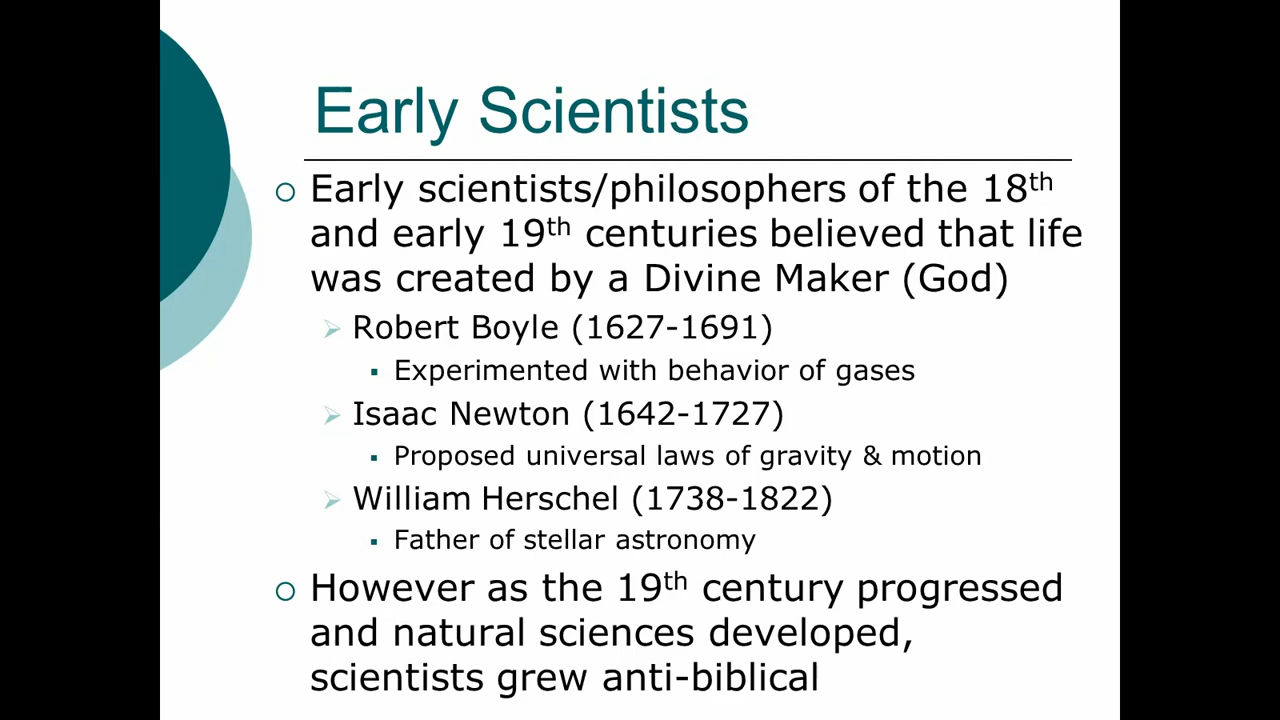 Early Scientists
Early scientists/philosophers of the 18th
and early 19th centuries believed that life
was created by a Divine Maker (God)
Robert Boyle (1627-1691)
Experimented with behavior of gases
Isaac Newton (1642-1727)
Proposed universal laws of gravity & motion
William Herschel (1738-1822)
Father of stellar astronomy
However as the 19th century progressed
and natural sciences developed,
scientists grew anti-biblical